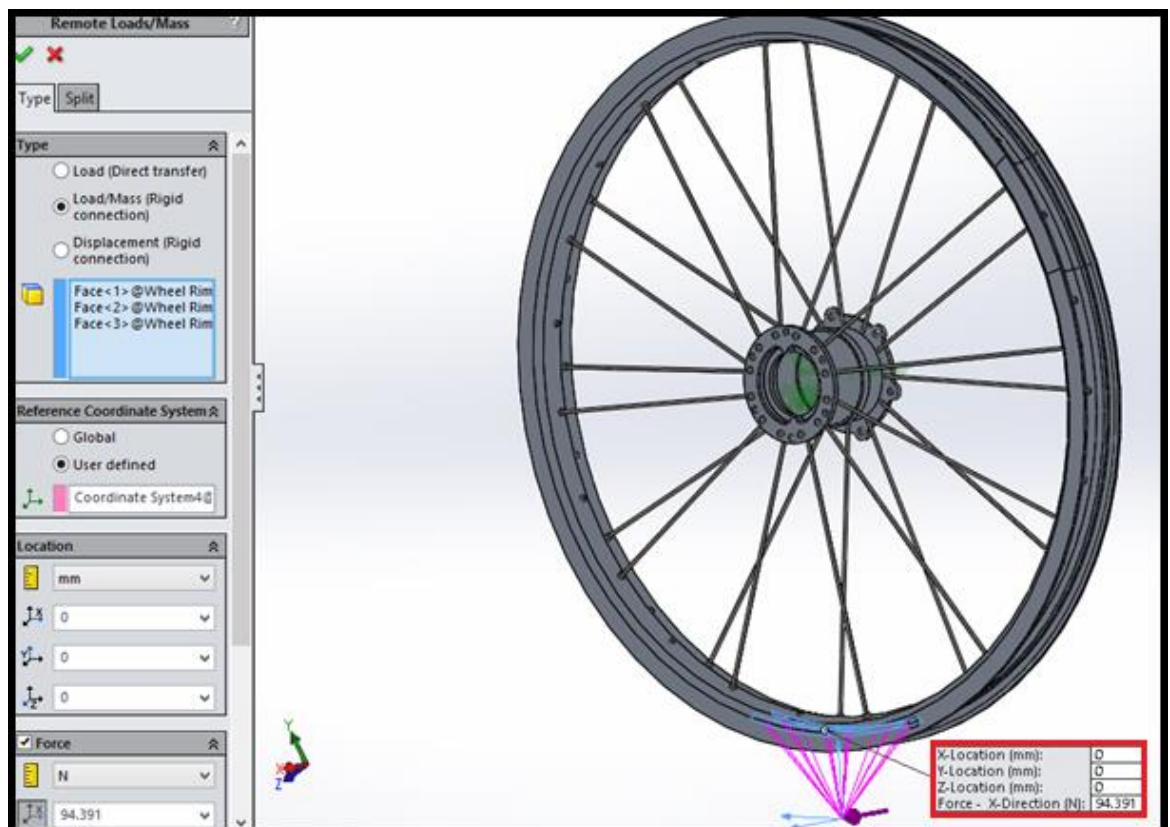 Remote Loads/Mass ?
Type Split
Type
Load (Direct transfer)
Load/Mass (Rigid
connection)
Displacement (Rigid
connection)
Face<1>@Wheel Rim
Face<2>@Wheel Rim
Face<3>@Wheel Rim
Reference Coordinate System
Global
User defined
Coordinate System4@
Location
mm
X 0
Y 0
Z 0
Force
N
X 94.391
Y
X
Z
X-Location (mm): 0
Y-Location (mm): 0
Z-Location (mm): 0
Force - X-Direction (N): 94.391